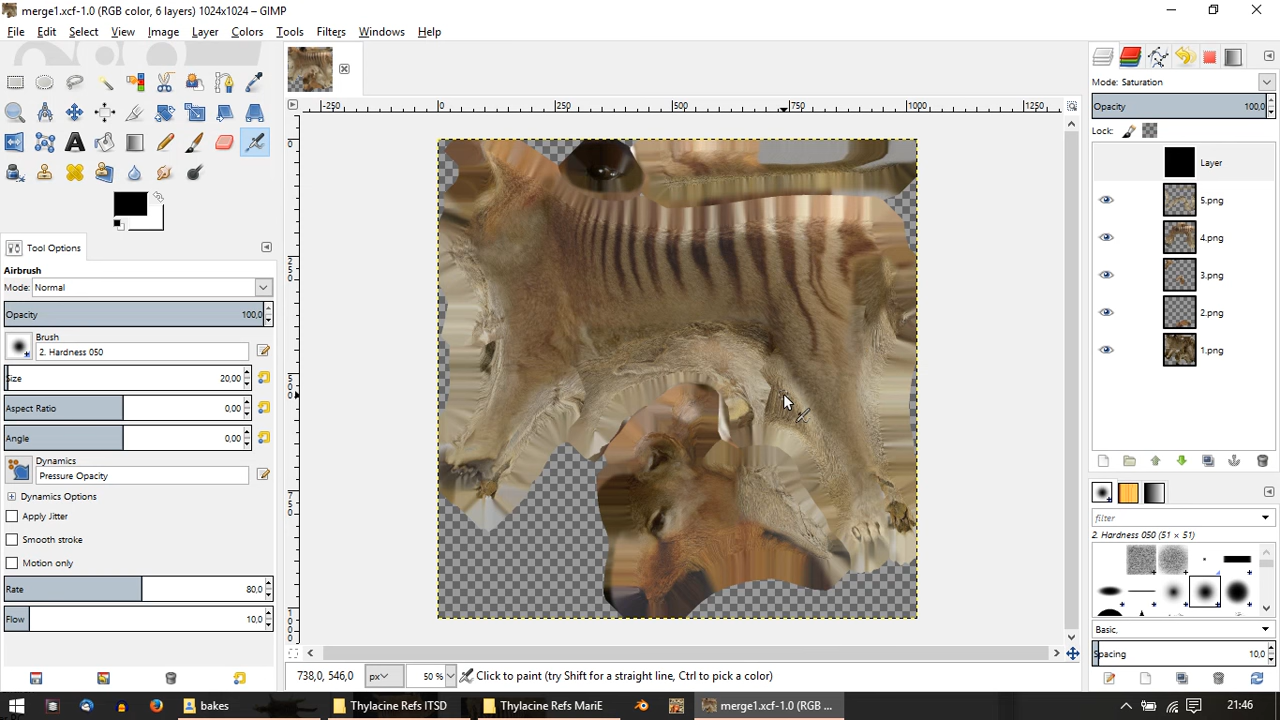 merge1.xcf-1.0 (RGB color, 6 layers) 1024x1024 – GIMP
File Edit Select View Image Layer Colors Tools Filters Windows Help
-250 0 250 500 750 1000 1250
Mode: Saturation
Opacity 100,0
Lock:
Layer
5.png
4.png
3.png
2.png
1.png
Tool Options
Airbrush
Mode: Normal
Opacity 100,0
Brush
2. Hardness 050
Size 20,00
Aspect Ratio 0,00
Angle 0,00
Dynamics
Pressure Opacity
Dynamics Options
Apply Jitter
Smooth stroke
Motion only
Rate 80,0
Flow 10,0
0
250
500
750
1000
filter
2. Hardness 050 (51 × 51)
Basic,
Spacing 10,0
738,0, 546,0 px 50 % Click to paint (try Shift for a straight line, Ctrl to pick a color)
bakes Thylacine Refs ITSD Thylacine Refs MariE merge1.xcf-1.0 (RGB ... 21:46